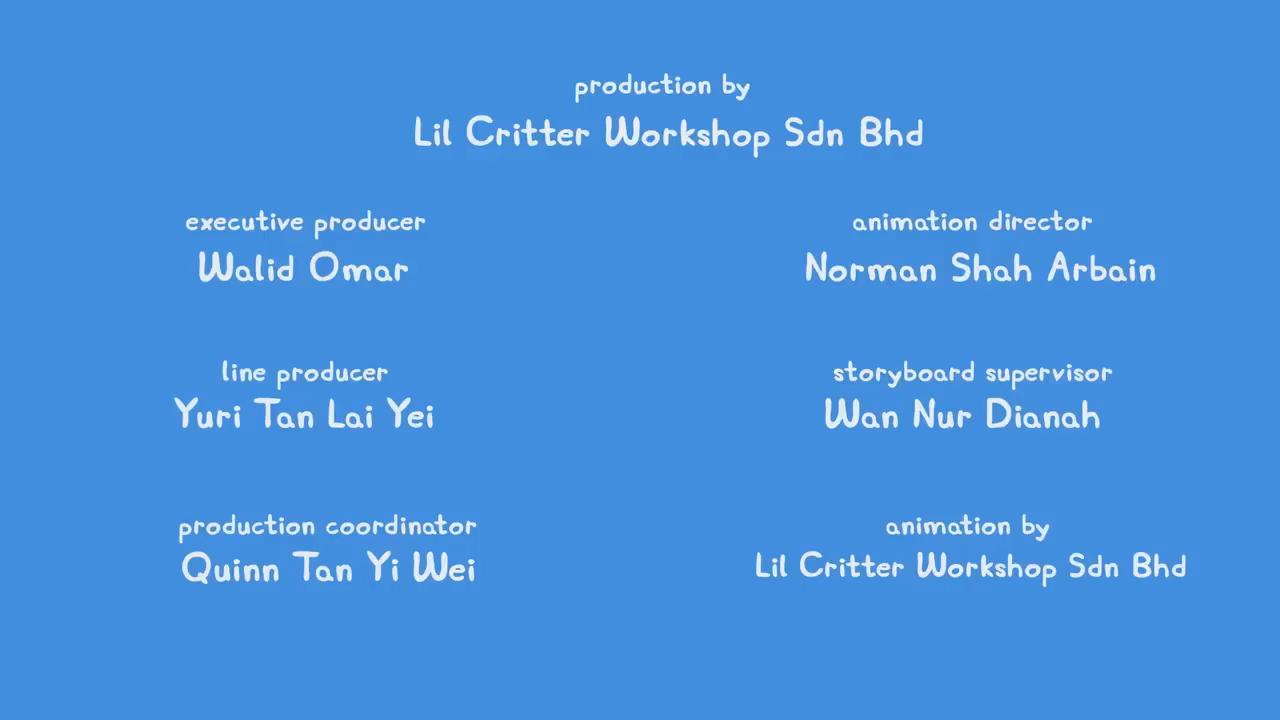 production by
Lil Critter Workshop Sdn Bhd
executive producer
Walid Omar
animation director
Norman Shah Arbain
line producer
Yuri Tan Lai Yei
storyboard supervisor
Wan Nur Dianah
production coordinator
Quinn Tan Yi Wei
animation by
Lil Critter Workshop Sdn Bhd